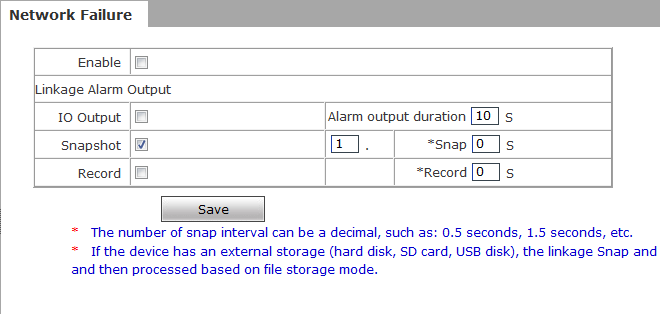 Network Failure
Enable
Linkage Alarm Output
IO Output Alarm output duration 10 S
Snapshot 1 . *Snap 0 S
Record *Record 0 S
Save
* The number of snap interval can be a decimal, such as: 0.5 seconds, 1.5 seconds, etc.
* If the device has an external storage (hard disk, SD card, USB disk), the linkage Snap and
and then processed based on file storage mode.